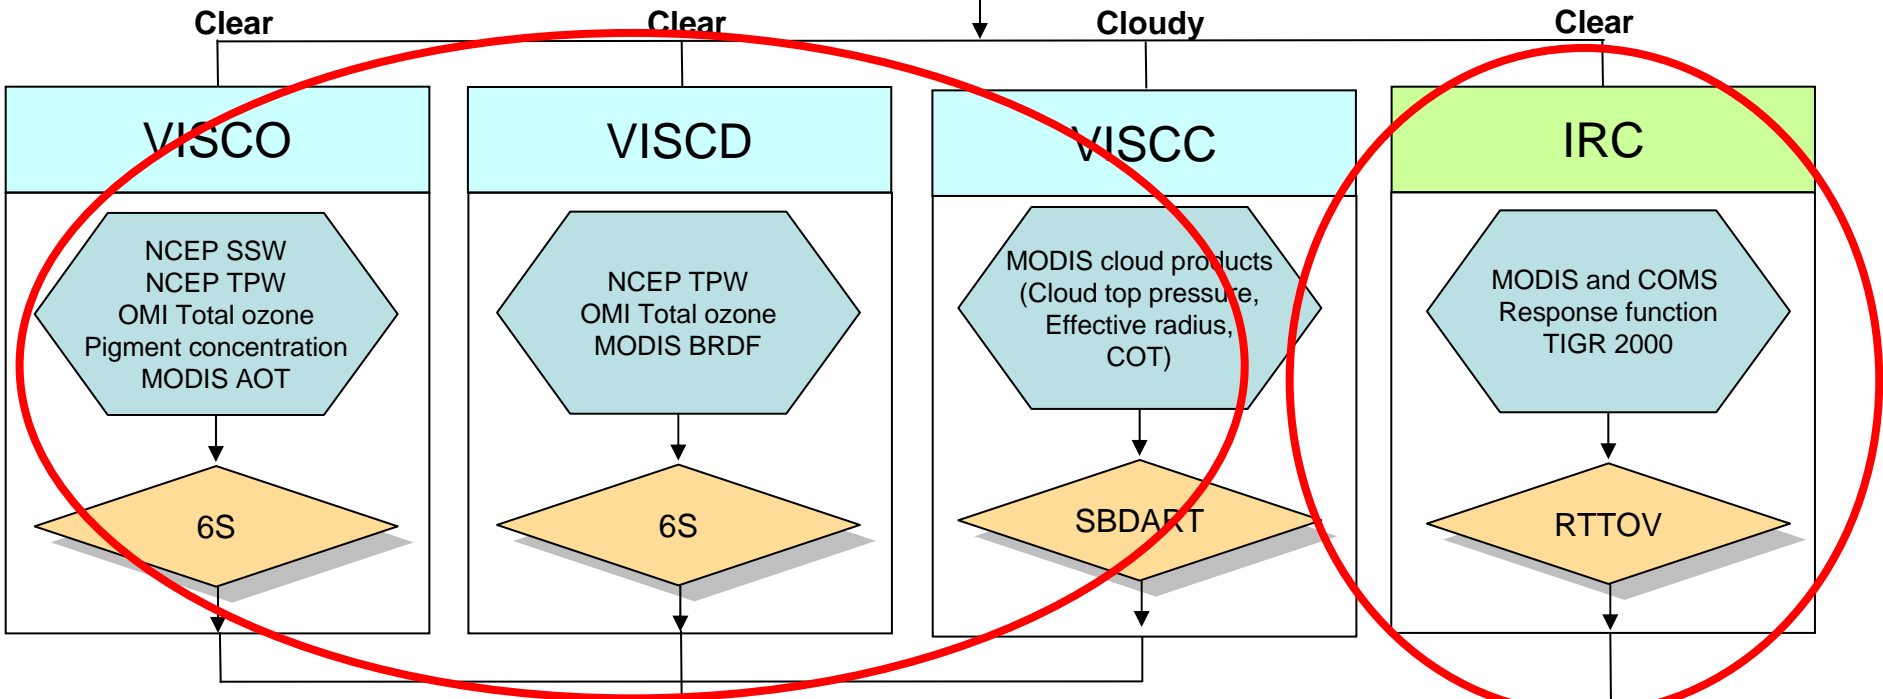 Clear
Clear
Cloudy
Clear
VISCO
VISCD
VISCC
IRC
NCEP SSW
NCEP TPW
OMI Total ozone
Pigment concentration
MODIS AOT
NCEP TPW
OMI Total ozone
MODIS BRDF
MODIS cloud products
(Cloud top pressure,
Effective radius,
COT)
MODIS and COMS
Response function
TIGR 2000
6S
6S
SBDART
RTTOV